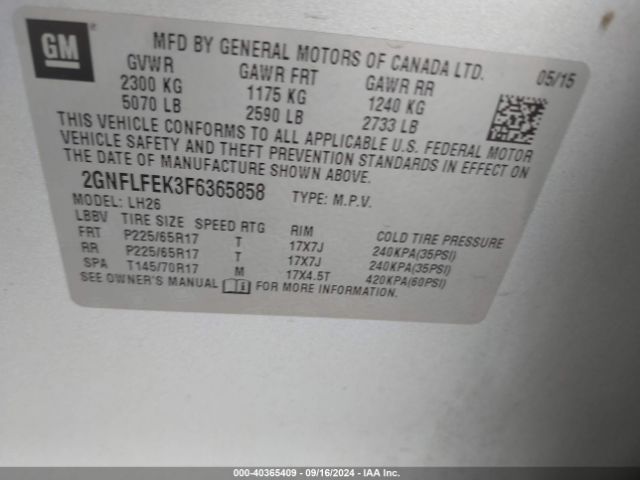 GM
MFD BY GENERAL MOTORS OF CANADA LTD.
05/15
GVWR GAWR FRT GAWR RR
2300 KG 1175 KG 1240 KG
5070 LB 2590 LB 2733 LB
THIS VEHICLE CONFORMS TO ALL APPLICABLE U.S. FEDERAL MOTOR
VEHICLE SAFETY AND THEFT PREVENTION STANDARDS IN EFFECT ON
THE DATE OF MANUFACTURE SHOWN ABOVE.
2GNFLFEK3F6365858 TYPE: M.P.V.
MODEL: LH26
LBBV TIRE SIZE SPEED RTG RIM COLD TIRE PRESSURE
FRT P225/65R17 T 17X7J 240KPA(35PSI)
RR P225/65R17 T 17X7J 240KPA(35PSI)
SPA T145/70R17 M 17X4.5T 420KPA(60PSI)
SEE OWNER'S MANUAL i FOR MORE INFORMATION.
000-40365409 - 09/16/2024 - IAA Inc.